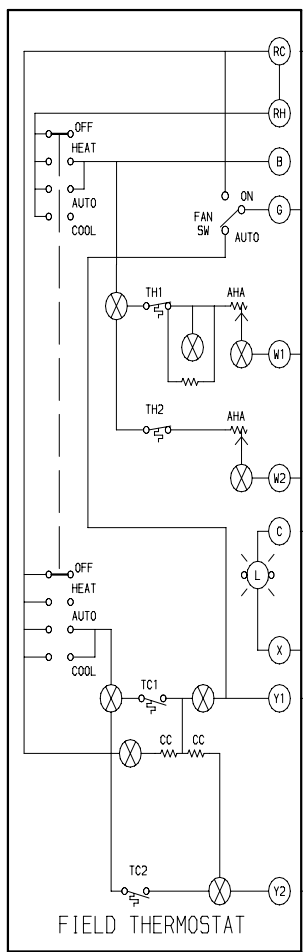 RC
RH
OFF
HEAT
B
AUTO
COOL
ON
FAN SW
G
AUTO
TH1
AHA
W1
TH2
AHA
W2
C
OFF
L
HEAT
AUTO
X
COOL
TC1
Y1
CC
CC
TC2
Y2
FIELD THERMOSTAT